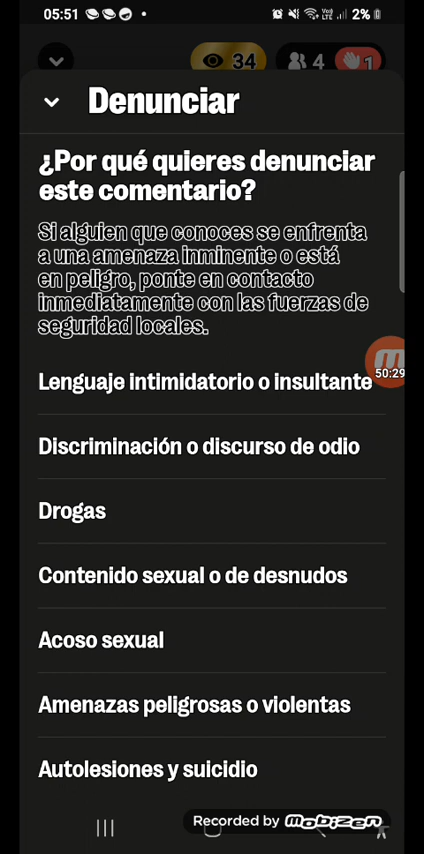 05:51
Vo)) LTE
2%
34
4
1
Denunciar
¿Por qué quieres denunciar
este comentario?
Si alguien que conoces se enfrenta
a una amenaza inminente o está
en peligro, ponte en contacto
inmediatamente con las fuerzas de
seguridad locales.
50:29
Lenguaje intimidatorio o insultante
Discriminación o discurso de odio
Drogas
Contenido sexual o de desnudos
Acoso sexual
Amenazas peligrosas o violentas
Autolesiones y suicidio
Recorded by mobizen